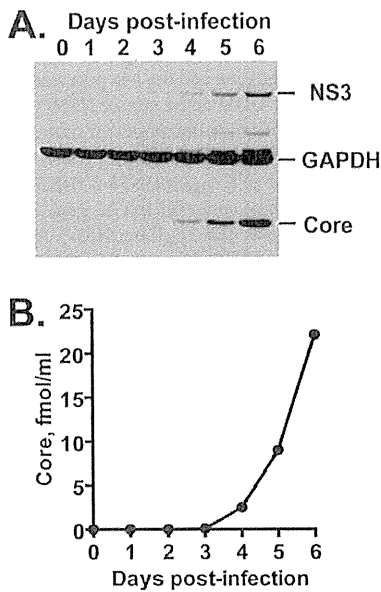 A. Days post-infection
0 1 2 3 4 5 6
NS3
GAPDH
Core
B.
Core, fmol/ml
25
20
15
10
5
0
0 1 2 3 4 5 6
Days post-infection